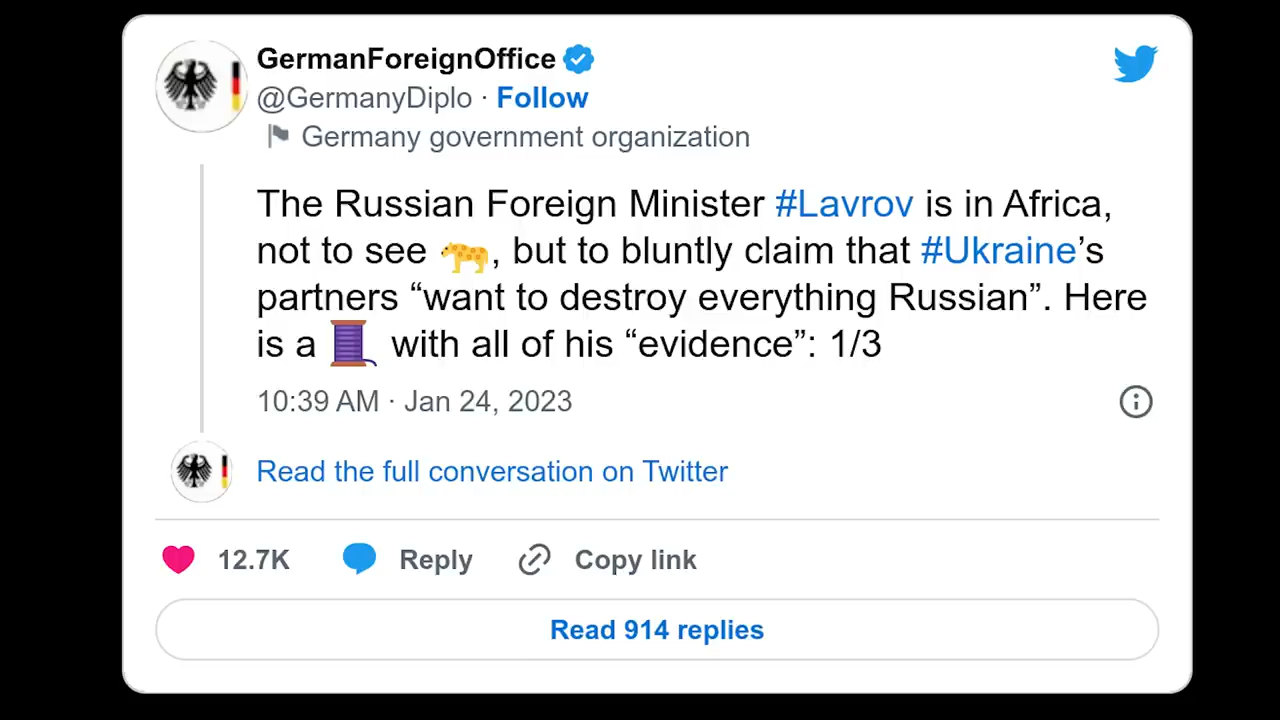 GermanForeignOffice
@GermanyDiplo · Follow
Germany government organization
The Russian Foreign Minister #Lavrov is in Africa,
not to see 🐆, but to bluntly claim that #Ukraine’s
partners “want to destroy everything Russian”. Here
is a 🧵 with all of his “evidence”: 1/3
10:39 AM · Jan 24, 2023
Read the full conversation on Twitter
12.7K Reply Copy link
Read 914 replies